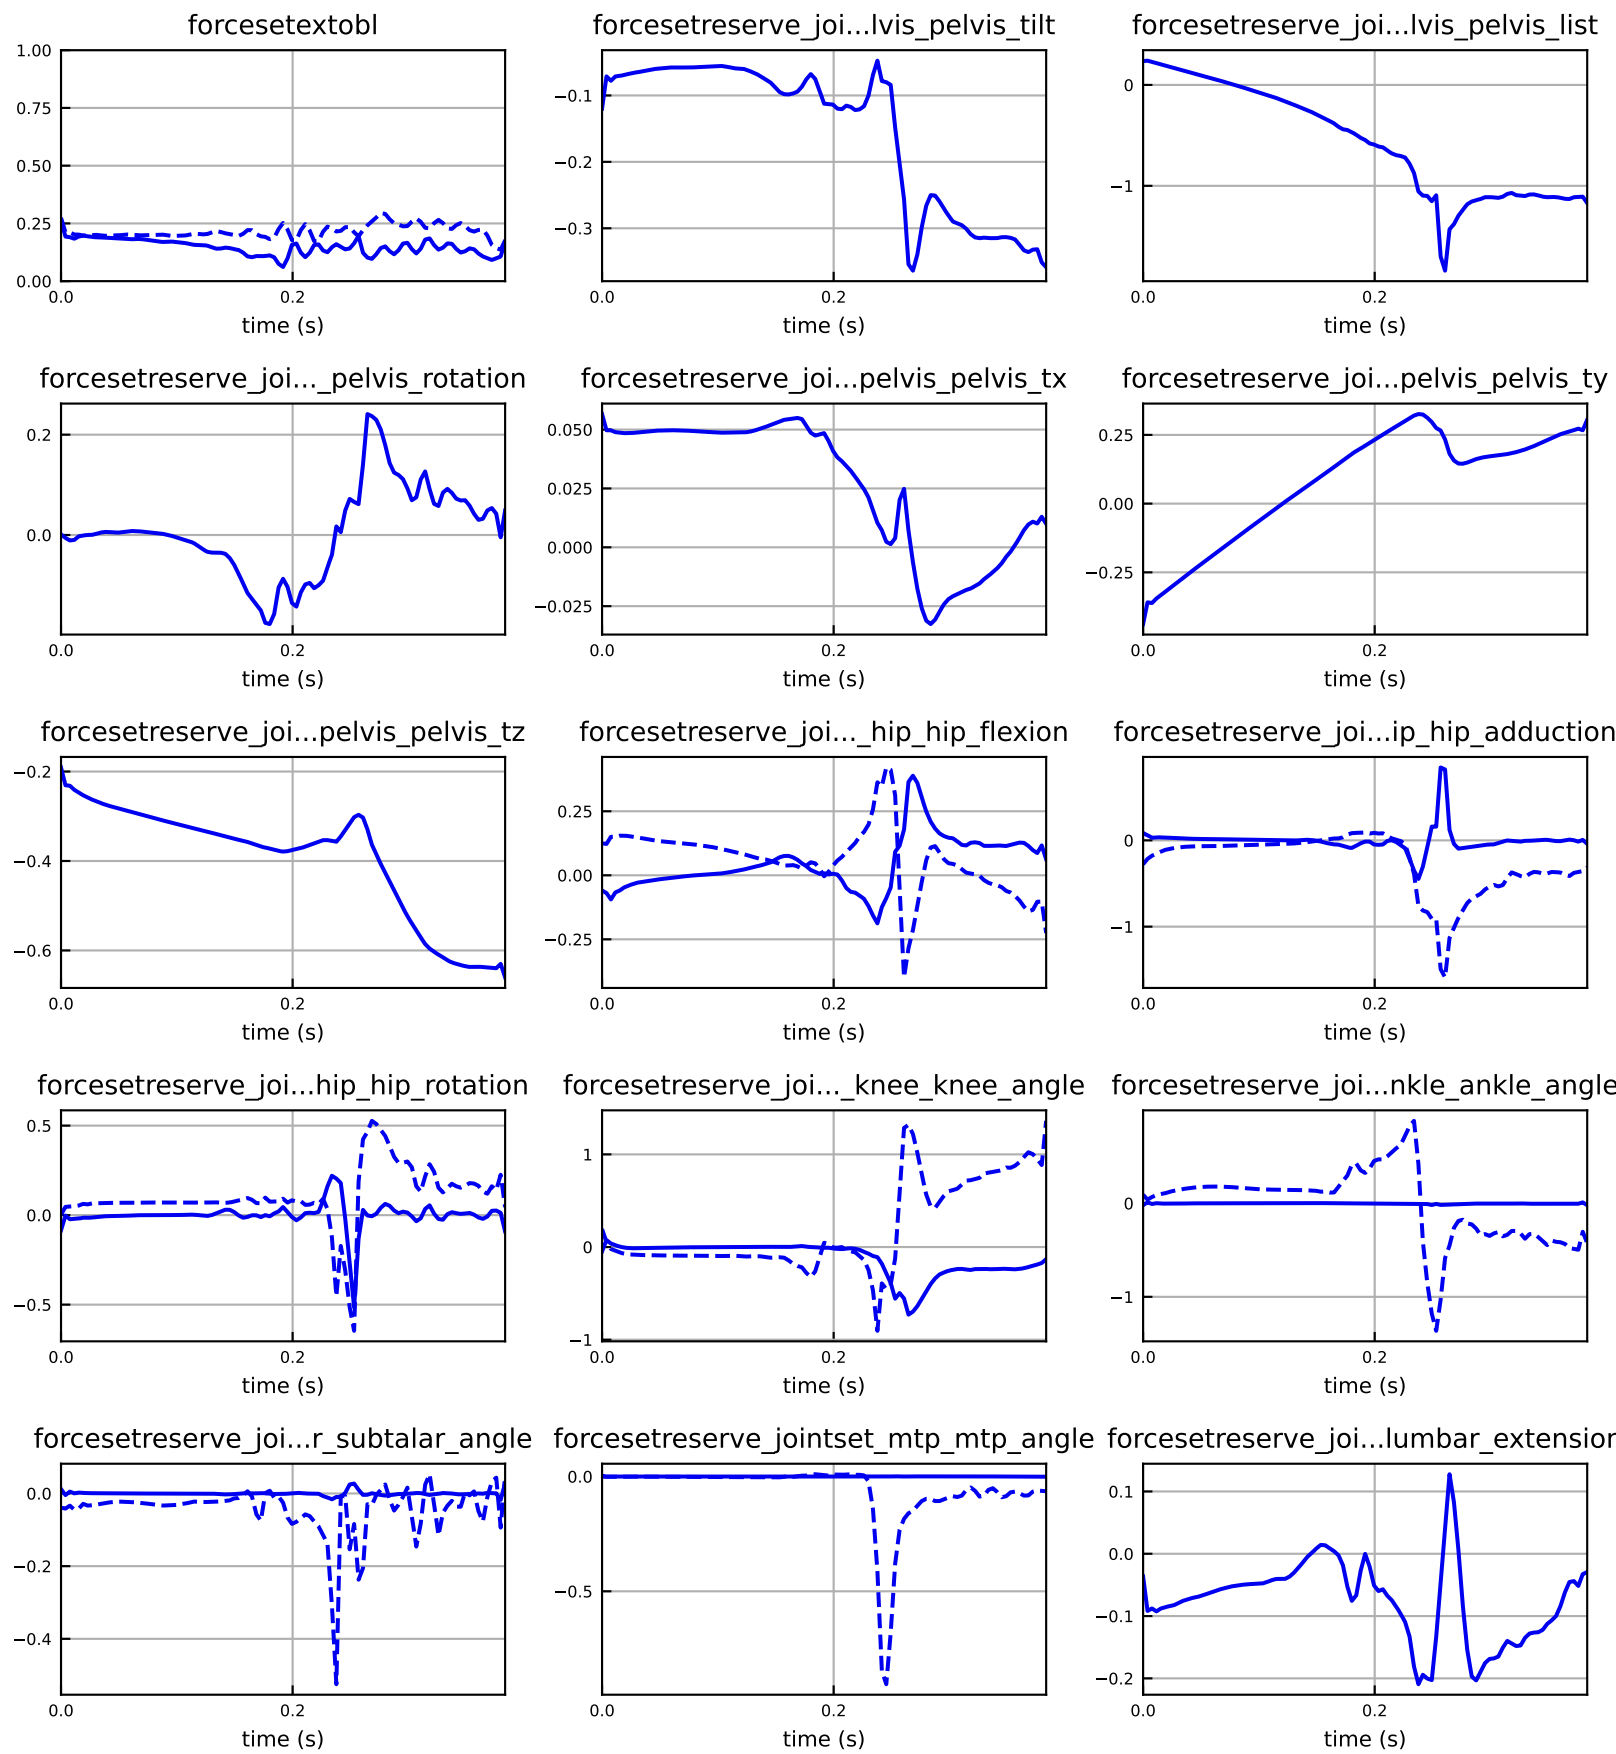 forcesetextobl
forcesetreserve_joi...lvis_pelvis_tilt
forcesetreserve_joi...lvis_pelvis_list
1.00
0.75
0.50
0.25
0.00
0.0
0.2
time (s)
−0.1
−0.2
−0.3
0.0
0.2
time (s)
0
−1
0.0
0.2
time (s)
forcesetreserve_joi..._pelvis_rotation
forcesetreserve_joi...pelvis_pelvis_tx
forcesetreserve_joi...pelvis_pelvis_ty
0.2
0.0
0.0
0.2
time (s)
0.050
0.025
0.000
−0.025
0.0
0.2
time (s)
0.25
0.00
−0.25
0.0
0.2
time (s)
forcesetreserve_joi...pelvis_pelvis_tz
forcesetreserve_joi..._hip_hip_flexion
forcesetreserve_joi...ip_hip_adduction
−0.2
−0.4
−0.6
0.0
0.2
time (s)
0.25
0.00
−0.25
0.0
0.2
time (s)
0
−1
0.0
0.2
time (s)
forcesetreserve_joi...hip_hip_rotation
forcesetreserve_joi..._knee_knee_angle
forcesetreserve_joi...nkle_ankle_angle
0.5
0.0
−0.5
0.0
0.2
time (s)
1
0
−1
0.0
0.2
time (s)
0
−1
0.0
0.2
time (s)
forcesetreserve_joi...r_subtalar_angle
forcesetreserve_jointset_mtp_mtp_angle
forcesetreserve_joi...lumbar_extension
0.0
−0.2
−0.4
0.0
0.2
time (s)
0.0
−0.5
0.0
0.2
time (s)
0.1
0.0
−0.1
−0.2
0.0
0.2
time (s)